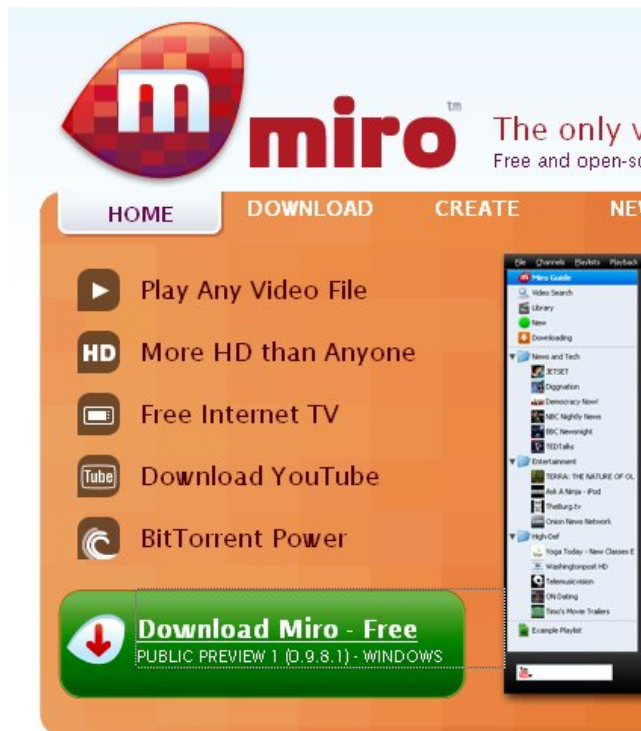 m miro tm
The only v
Free and open-so
HOME
DOWNLOAD
CREATE
NEW
Play Any Video File
HD More HD than Anyone
Free Internet TV
Tube Download YouTube
BitTorrent Power
Download Miro - Free
PUBLIC PREVIEW 1 (0.9.8.1) - WINDOWS
File Channels Playlists Playback
Miro Guide
Video Search
Library
New
Downloading
News and Tech
JETSET
Diggnation
Democracy Now!
NBC Nightly News
BBC Newsnight
TEDTalks
Entertainment
TERRA: THE NATURE OF OU
Ask A Ninja - iPod
TheBurg.tv
Onion News Network
High-Def
Yoga Today - New Classes E
Washingtonpost HD
Telemusicvision
ON Dating
Timo's Movie Trailers
Example Playlist